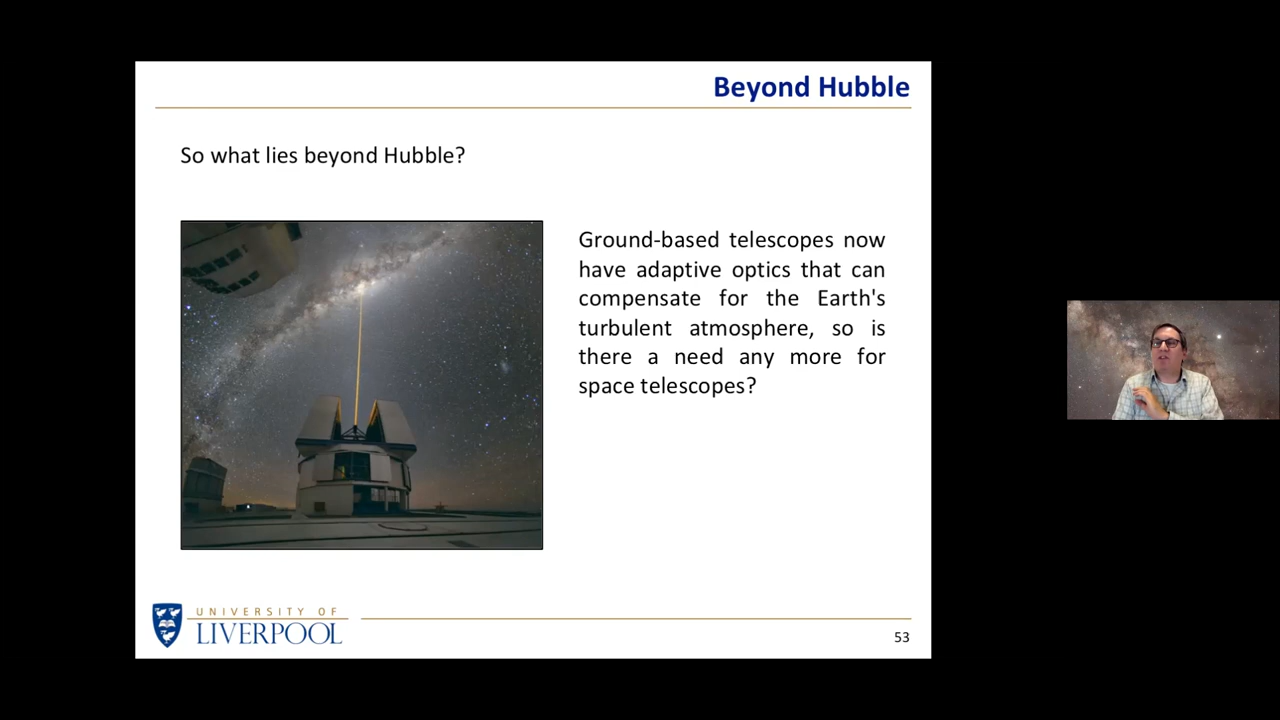 Beyond Hubble
So what lies beyond Hubble?
Ground-based telescopes now
have adaptive optics that can
compensate for the Earth's
turbulent atmosphere, so is
there a need any more for
space telescopes?
UNIVERSITY OF
LIVERPOOL
53